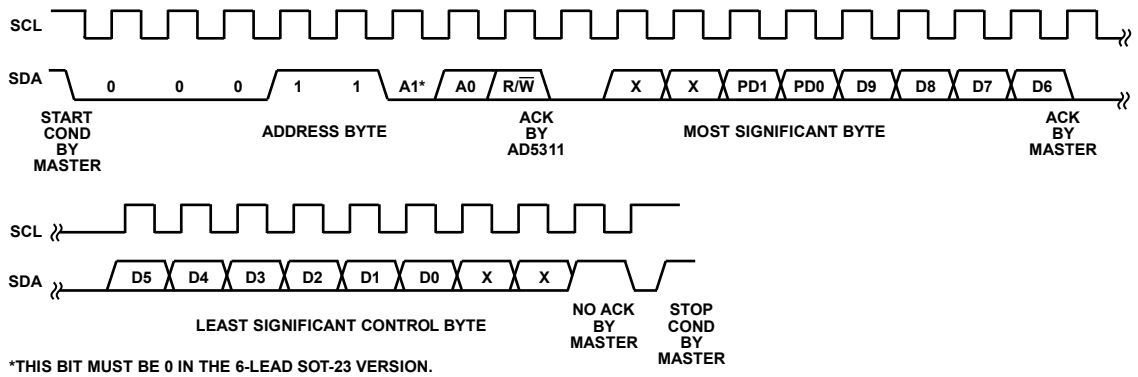 SCL
SDA
0 0 0 1 1 A1* A0 R/W̅ X X PD1 PD0 D9 D8 D7 D6
START
COND
BY
MASTER
ADDRESS BYTE
ACK
BY
AD5311
MOST SIGNIFICANT BYTE
ACK
BY
MASTER
SCL
SDA
D5 D4 D3 D2 D1 D0 X X
LEAST SIGNIFICANT CONTROL BYTE
NO ACK
BY
MASTER
STOP
COND
BY
MASTER
*THIS BIT MUST BE 0 IN THE 6-LEAD SOT-23 VERSION.